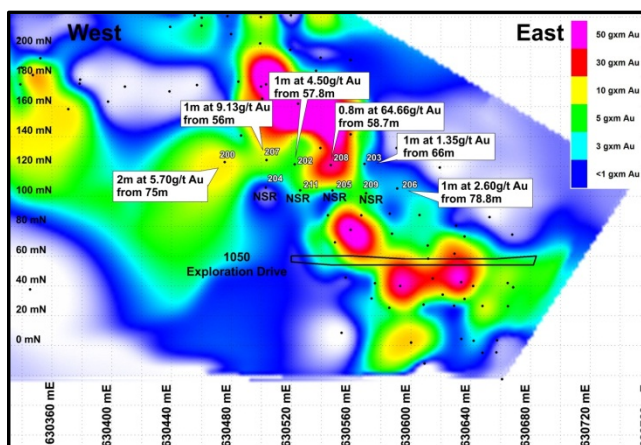 West
East
200 mN
180 mN
160 mN
140 mN
120 mN
100 mN
80 mN
60 mN
40 mN
20 mN
0 mN
50 gxm Au
30 gxm Au
10 gxm Au
5 gxm Au
3 gxm Au
<1 gxm Au
1m at 4.50g/t Au
from 57.8m
1m at 9.13g/t Au
from 56m
0.8m at 64.66g/t Au
from 58.7m
1m at 1.35g/t Au
from 66m
2m at 5.70g/t Au
from 75m
1m at 2.60g/t Au
from 78.8m
200
207
202
208
203
204
211
205
209
206
NSR
NSR
NSR
NSR
1050
Exploration Drive
630360 mE
630400 mE
630440 mE
630480 mE
630520 mE
630560 mE
630600 mE
630640 mE
630680 mE
630720 mE
630760 mE